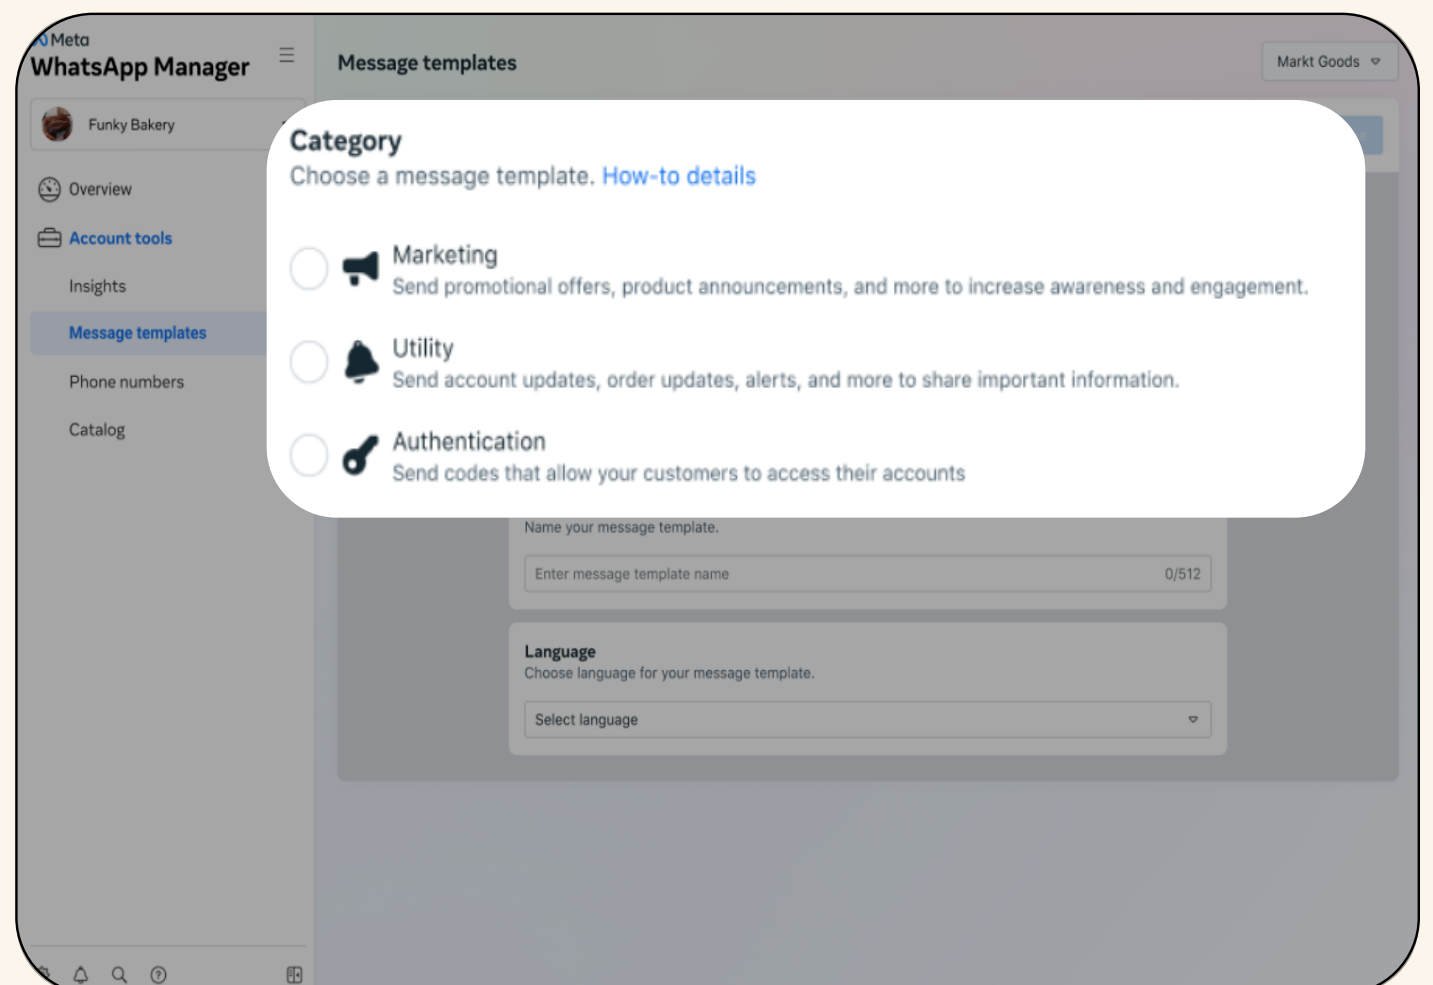 Meta
WhatsApp Manager
Message templates
Markt Goods
Funky Bakery
Overview
Account tools
Insights
Message templates
Phone numbers
Catalog
Category
Choose a message template. How-to details
Marketing
Send promotional offers, product announcements, and more to increase awareness and engagement.
Utility
Send account updates, order updates, alerts, and more to share important information.
Authentication
Send codes that allow your customers to access their accounts
Name your message template.
Enter message template name 0/512
Language
Choose language for your message template.
Select language